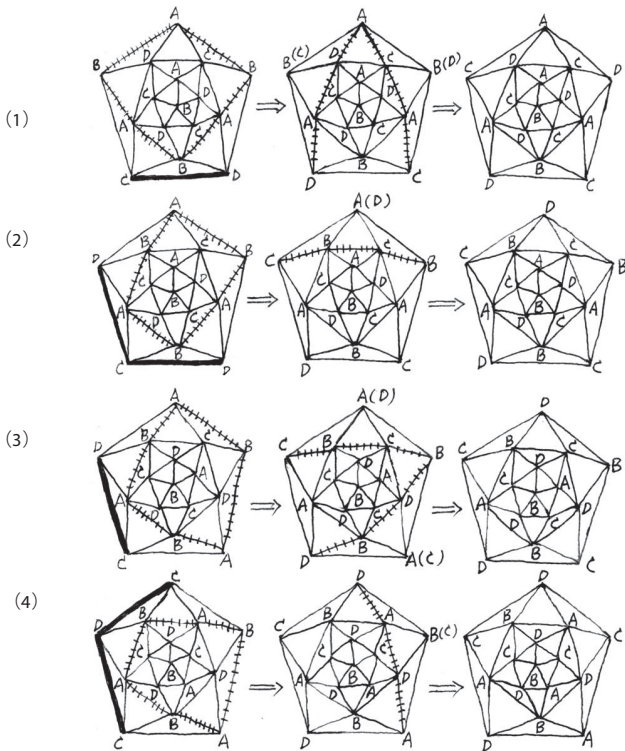 (1)
A
B D C B
A
C D
B
A D C A
B
C D
⇒
A
B(C) D C B(D)
A
C D
B
A D C A
B
D C
⇒
A
C D C D
A
C D
B
A D C A
B
D C
(2)
A
D B C B
A
C D
B
A D C A
B
C D
⇒
A(D)
C B C B
A
C D
B
A D C A
B
D C
⇒
D
C B C B
A
C D
B
A D C A
B
D C
(3)
A
D B C B
D
C A
B
A D C D
B
C A
⇒
A(D)
C B C B
D
C A
B
A D C D
B
D A(C)
⇒
D
C B C B
D
C A
B
A D C D
B
D C
(4)
C
D B A B
D
C C
B
A D A D
B
C A
⇒
D
C B A B(C)
D
C C
B
A D A D
B
D A
⇒
D
C B A C
D
C C
B
A D A D
B
D A